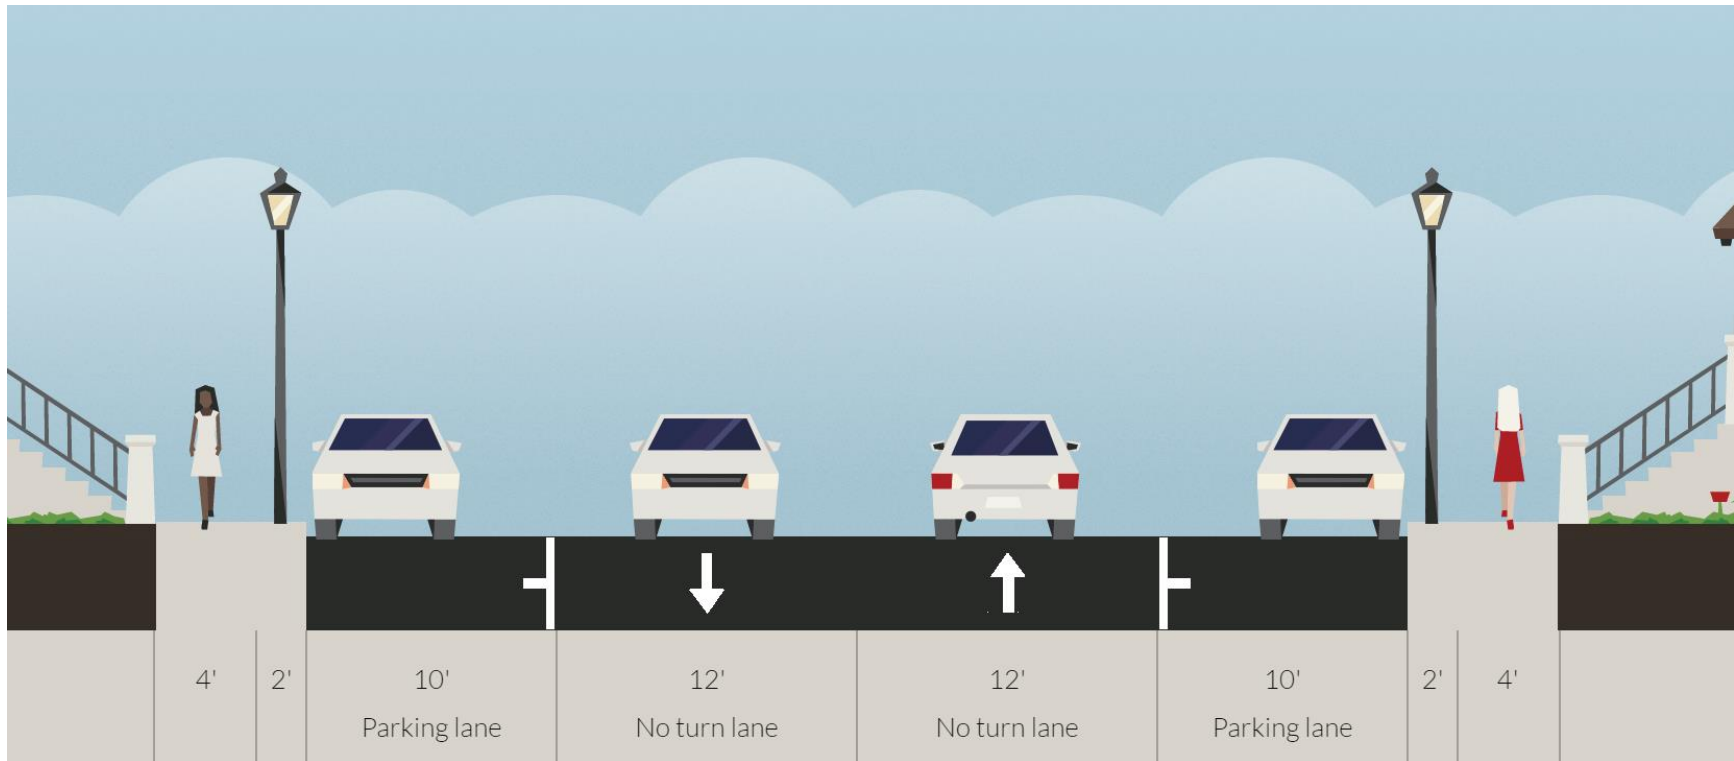 4' 2' 10' 12' 12' 10' 2' 4'
Parking lane No turn lane No turn lane Parking lane